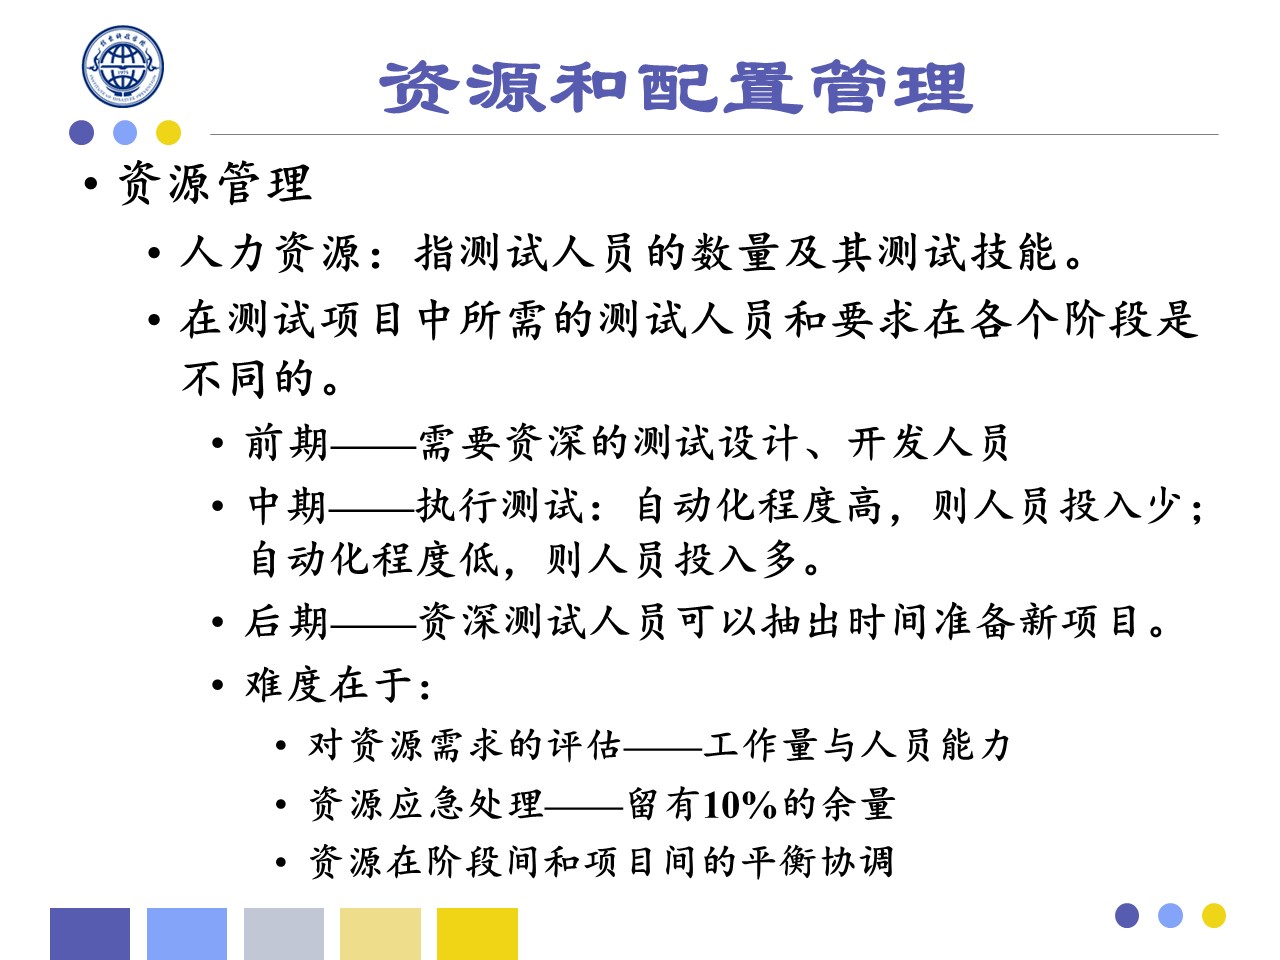 资源和配置管理
• 资源管理
• 人力资源：指测试人员的数量及其测试技能。
• 在测试项目中所需的测试人员和要求在各个阶段是
不同的。
• 前期——需要资深的测试设计、开发人员
• 中期——执行测试：自动化程度高，则人员投入少；
自动化程度低，则人员投入多。
• 后期——资深测试人员可以抽出时间准备新项目。
• 难度在于：
• 对资源需求的评估——工作量与人员能力
• 资源应急处理——留有10%的余量
• 资源在阶段间和项目间的平衡协调